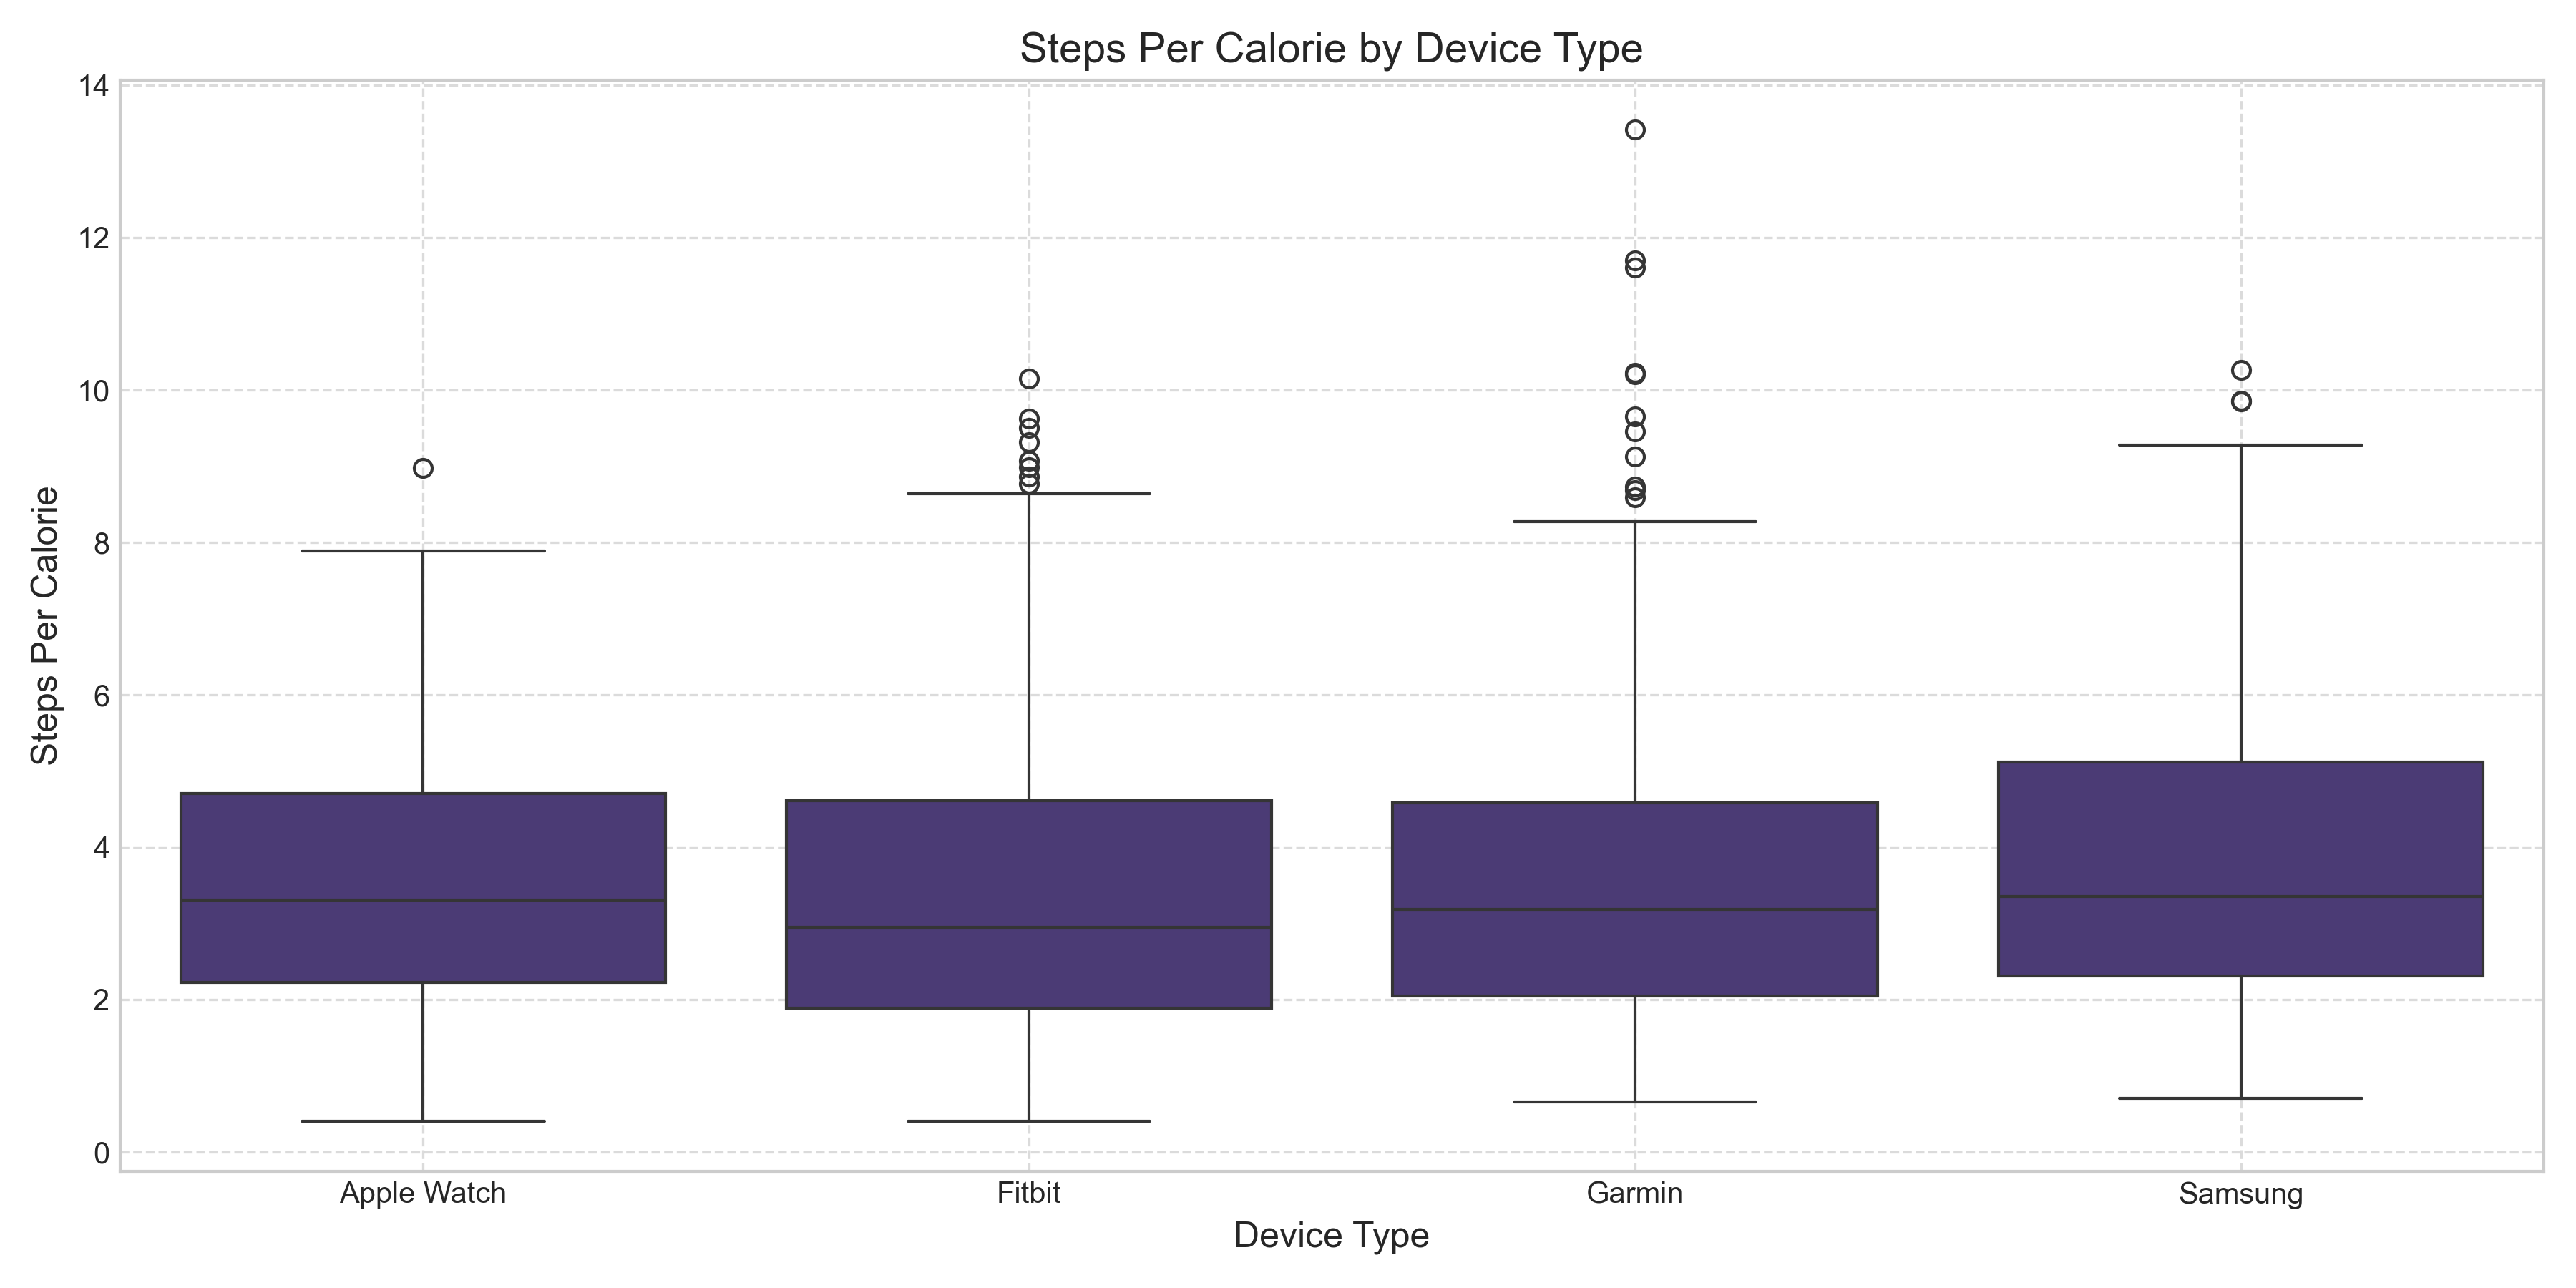 Steps Per Calorie by Device Type
14
12
10
8
6
4
2
0
Steps Per Calorie
Apple Watch
Fitbit
Garmin
Samsung
Device Type